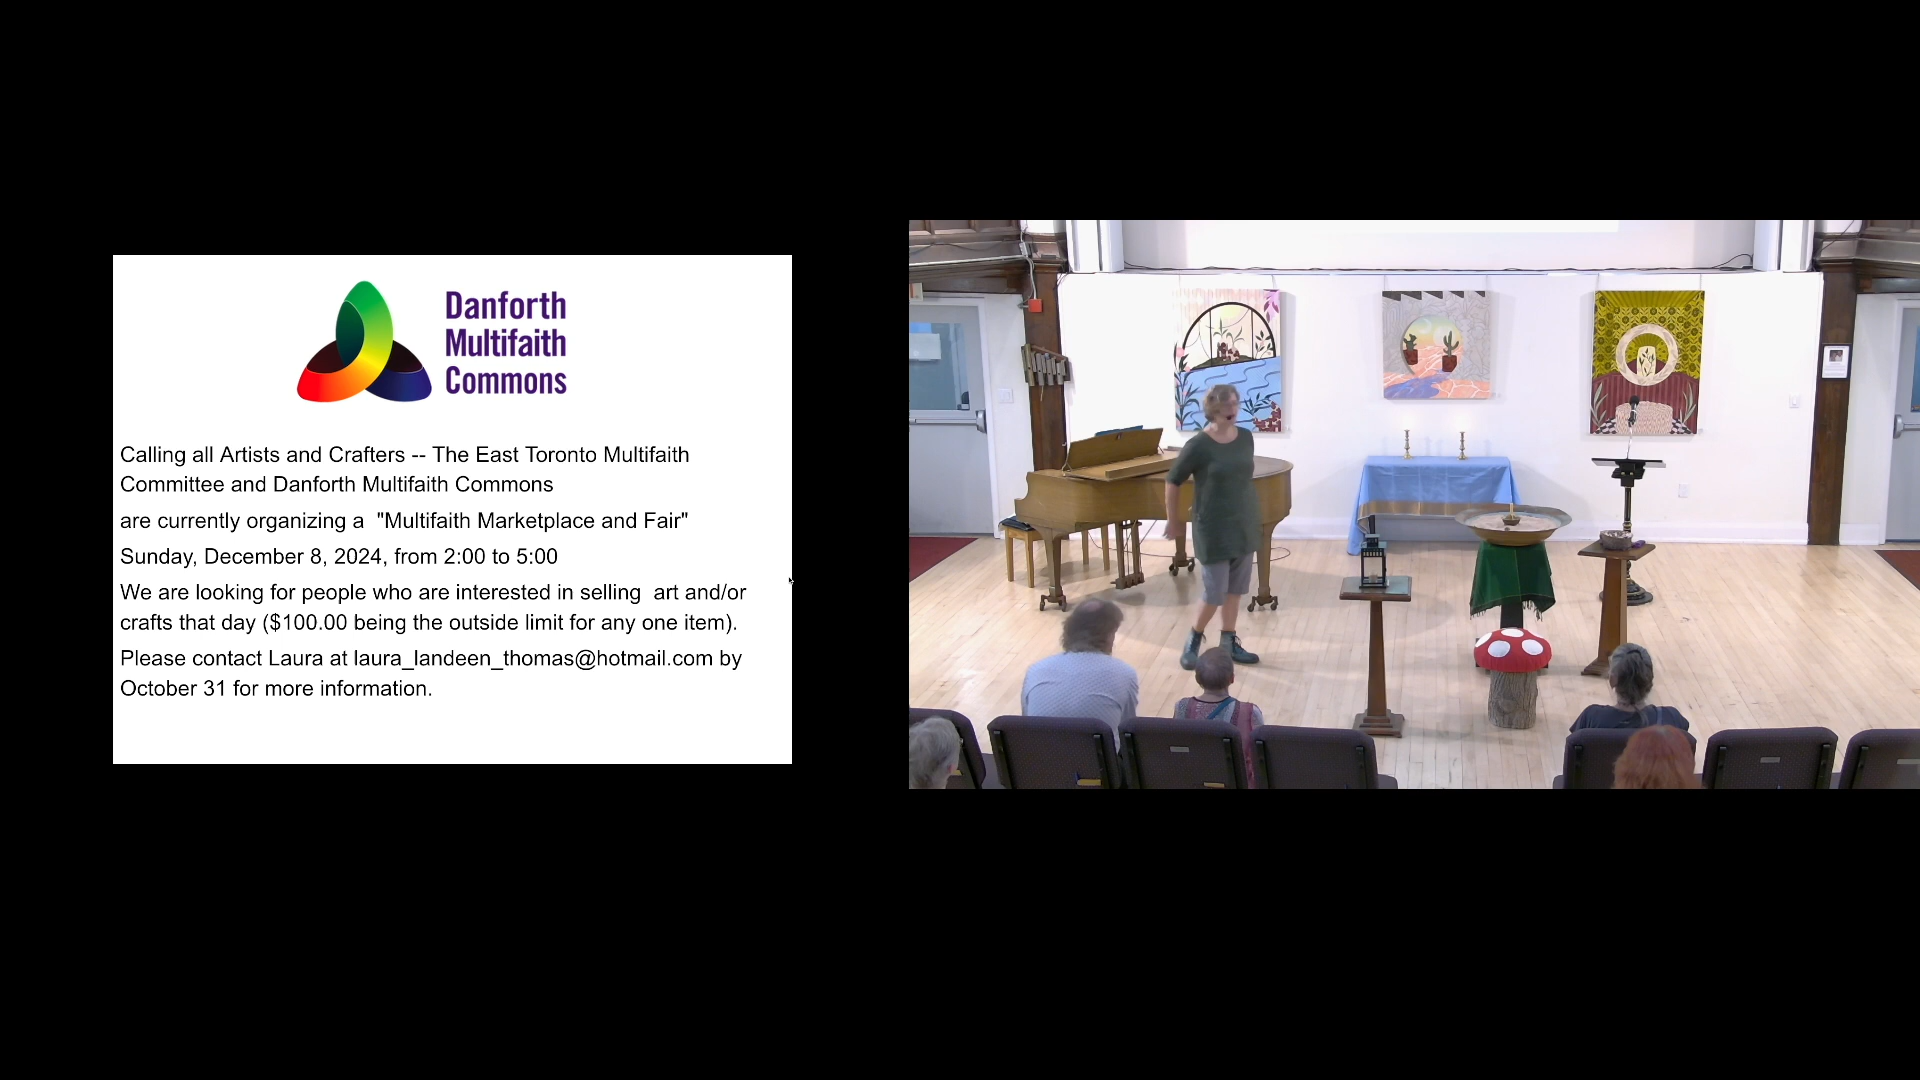 Danforth
Multifaith
Commons
Calling all Artists and Crafters -- The East Toronto Multifaith
Committee and Danforth Multifaith Commons
are currently organizing a  "Multifaith Marketplace and Fair"
Sunday, December 8, 2024, from 2:00 to 5:00
We are looking for people who are interested in selling  art and/or
crafts that day ($100.00 being the outside limit for any one item).
Please contact Laura at laura_landeen_thomas@hotmail.com by
October 31 for more information.